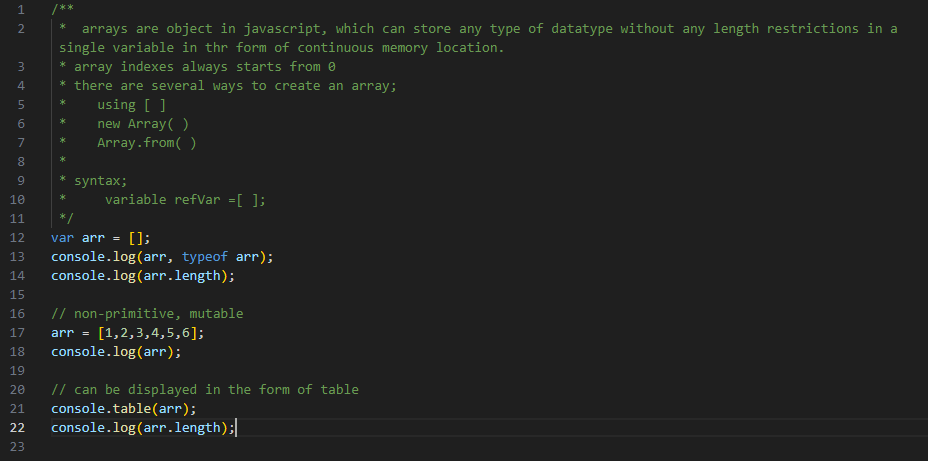 1 /**
2  *  arrays are object in javascript, which can store any type of datatype without any length restrictions in a
single variable in thr form of continuous memory location.
3  * array indexes always starts from 0
4  * there are several ways to create an array;
5  *    using [ ]
6  *    new Array( )
7  *    Array.from( )
8  *
9  * syntax;
10  *     variable refVar =[ ];
11  */
12 var arr = [];
13 console.log(arr, typeof arr);
14 console.log(arr.length);
15
16 // non-primitive, mutable
17 arr = [1,2,3,4,5,6];
18 console.log(arr);
19
20 // can be displayed in the form of table
21 console.table(arr);
22 console.log(arr.length);
23